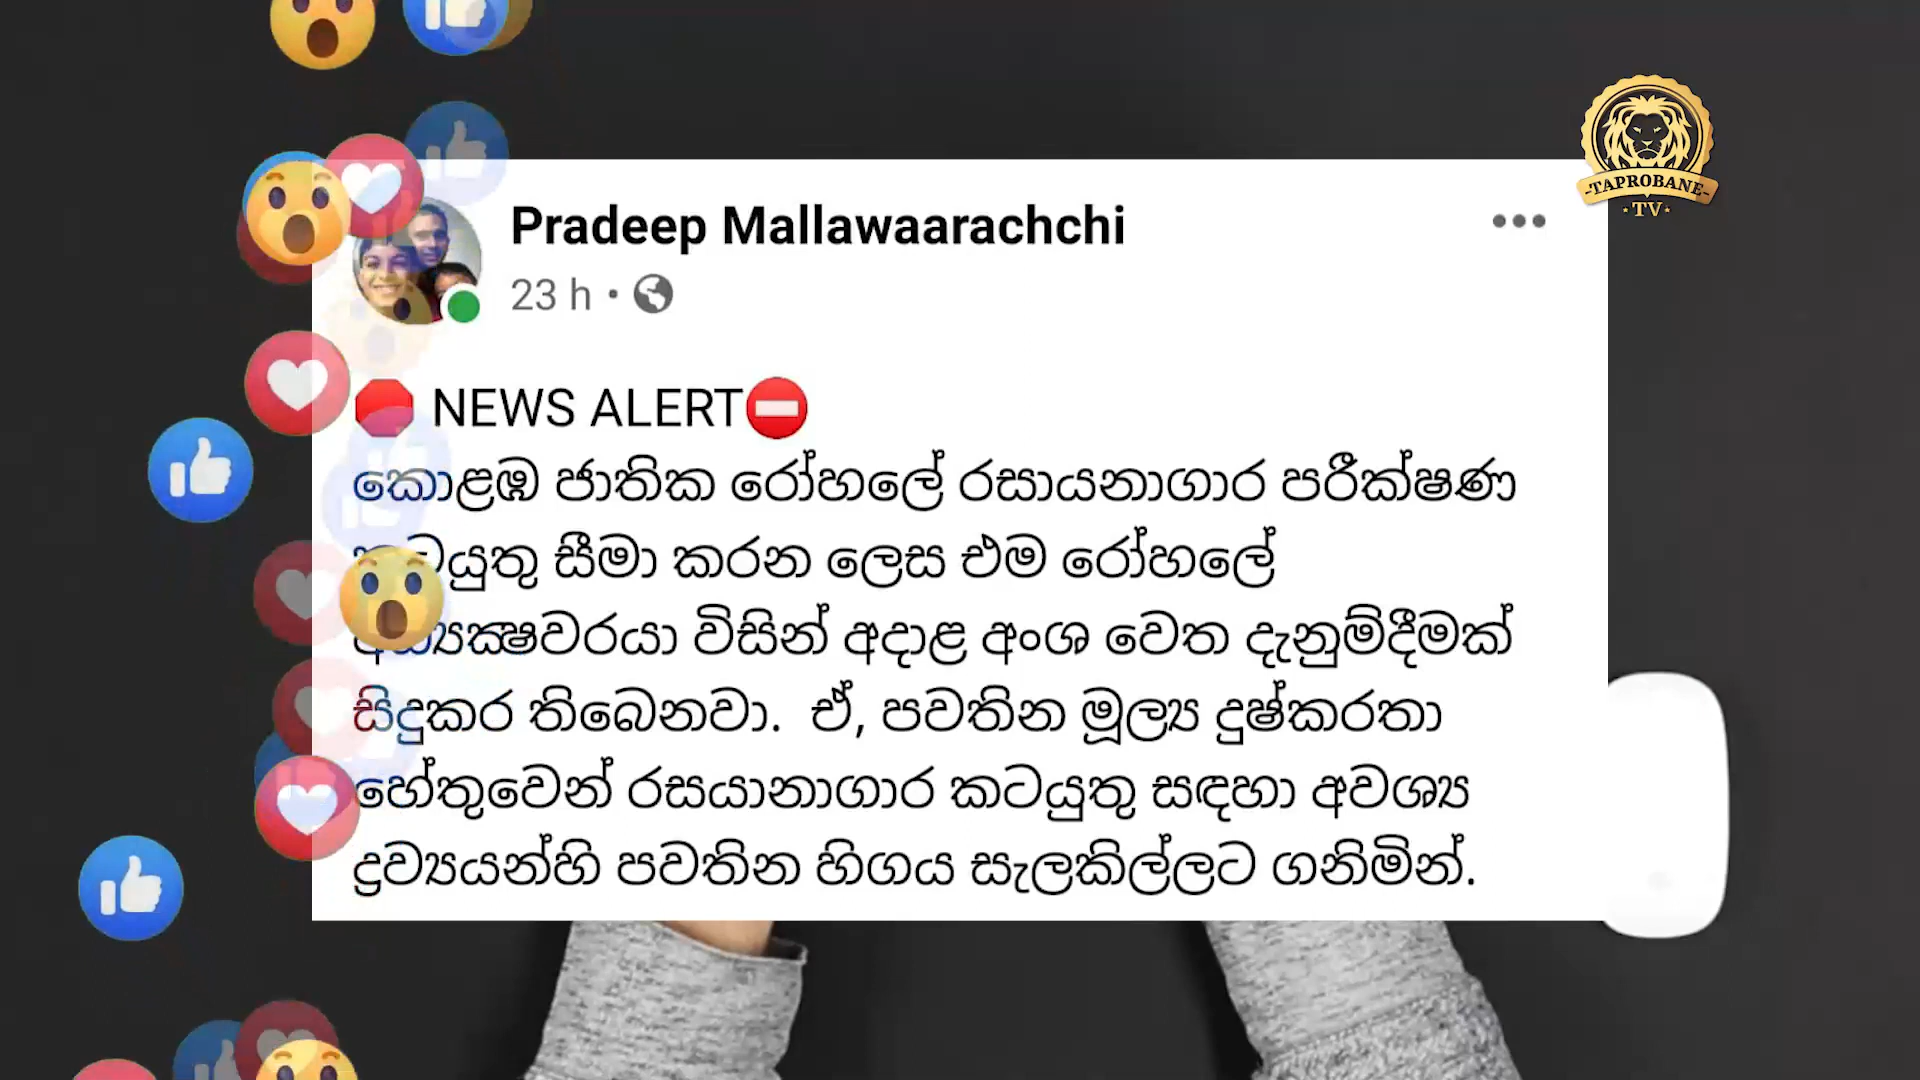 -TAPROBANE-
TV
Pradeep Mallawaarachchi
23 h
NEWS ALERT
කොළඹ ජාතික රෝහලේ රසායනාගාර පරීක්ෂණ
සීමා කරන ලෙස එම රෝහලේ
විසින් අදාළ අංශ වෙත දැනුම්දීමක්
සිදුකර තිබෙනවා. ඒ, පවතින මූල්‍ය දුෂ්කරතා
හේතුවෙන් රසයානාගාර කටයුතු සඳහා අවශ්‍ය
ද්‍රව්‍යයන්හි පවතින හිගය සැලකිල්ලට ගනිමින්.